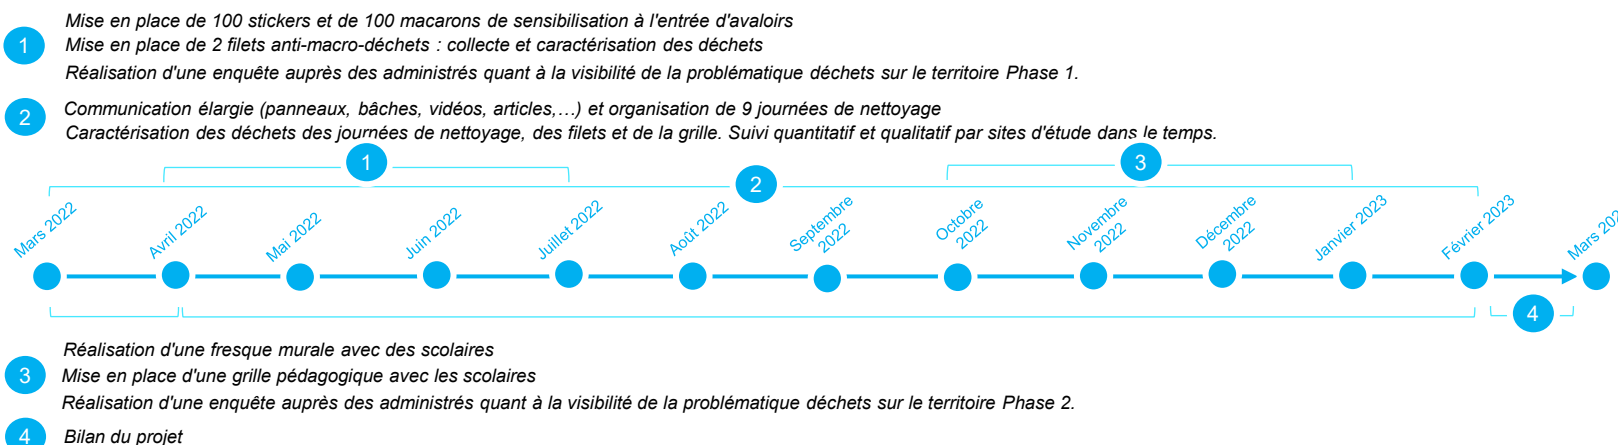 Mise en place de 100 stickers et de 100 macarons de sensibilisation à l'entrée d'avaloirs
1
Mise en place de 2 filets anti-macro-déchets : collecte et caractérisation des déchets
Réalisation d'une enquête auprès des administrés quant à la visibilité de la problématique déchets sur le territoire Phase 1.
2
Communication élargie (panneaux, bâches, vidéos, articles,…) et organisation de 9 journées de nettoyage
Caractérisation des déchets des journées de nettoyage, des filets et de la grille. Suivi quantitatif et qualitatif par sites d'étude dans le temps.
1
3
2
Mars 2022
Avril 2022
Mai 2022
Juin 2022
Juillet 2022
Août 2022
Septembre
2022
Octobre
2022
Novembre
2022
Décembre
2022
Janvier 2023
Février 2023
Mars
4
Réalisation d'une fresque murale avec des scolaires
3
Mise en place d'une grille pédagogique avec les scolaires
Réalisation d'une enquête auprès des administrés quant à la visibilité de la problématique déchets sur le territoire Phase 2.
4
Bilan du projet